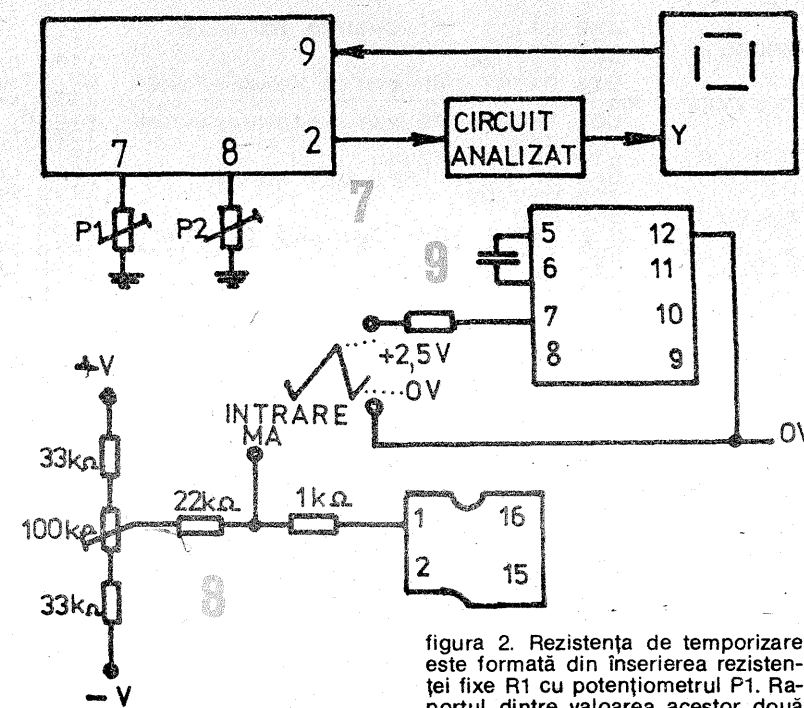 9
2
7
8
P1
P2
CIRCUIT
ANALIZAT
Y
7
9
5
6
7
8
12
11
10
9
+2,5V
0V
INTRARE
MA
0V
+V
33kΩ
100kΩ
33kΩ
-V
22kΩ
1kΩ
1
2
16
15
8
figura 2. Rezistența de temporizare
este formată din înserierea rezisten-
ței fixe R1 cu potențiometrul P1. Ra-
portul dintre valoarea acestor două